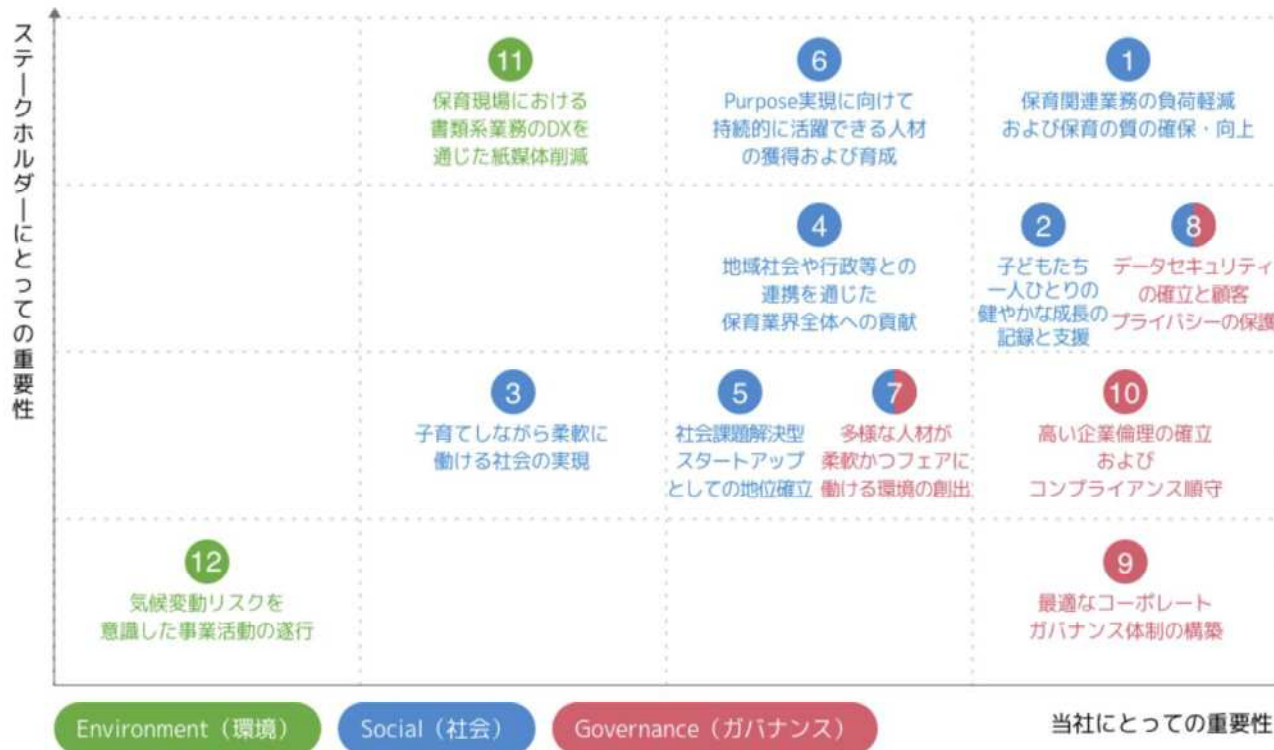 ステークホルダーにとっての重要性
11
保育現場における
書類系業務のDXを
通じた紙媒体削減
6
Purpose実現に向けて
持続的に活躍できる人材
の獲得および育成
1
保育関連業務の負荷軽減
および保育の質の確保・向上
4
地域社会や行政等との
連携を通じた
保育業界全体への貢献
2
子どもたち
一人ひとりの
健やかな成長の
記録と支援
8
データセキュリティ
の確立と顧客
プライバシーの保護
3
子育てしながら柔軟に
働ける社会の実現
5
社会課題解決型
スタートアップ
としての地位確立
7
多様な人材が
柔軟かつフェアに
働ける環境の創出
10
高い企業倫理の確立
および
コンプライアンス順守
12
気候変動リスクを
意識した事業活動の遂行
9
最適なコーポレート
ガバナンス体制の構築
Environment（環境）
Social（社会）
Governance（ガバナンス）
当社にとっての重要性